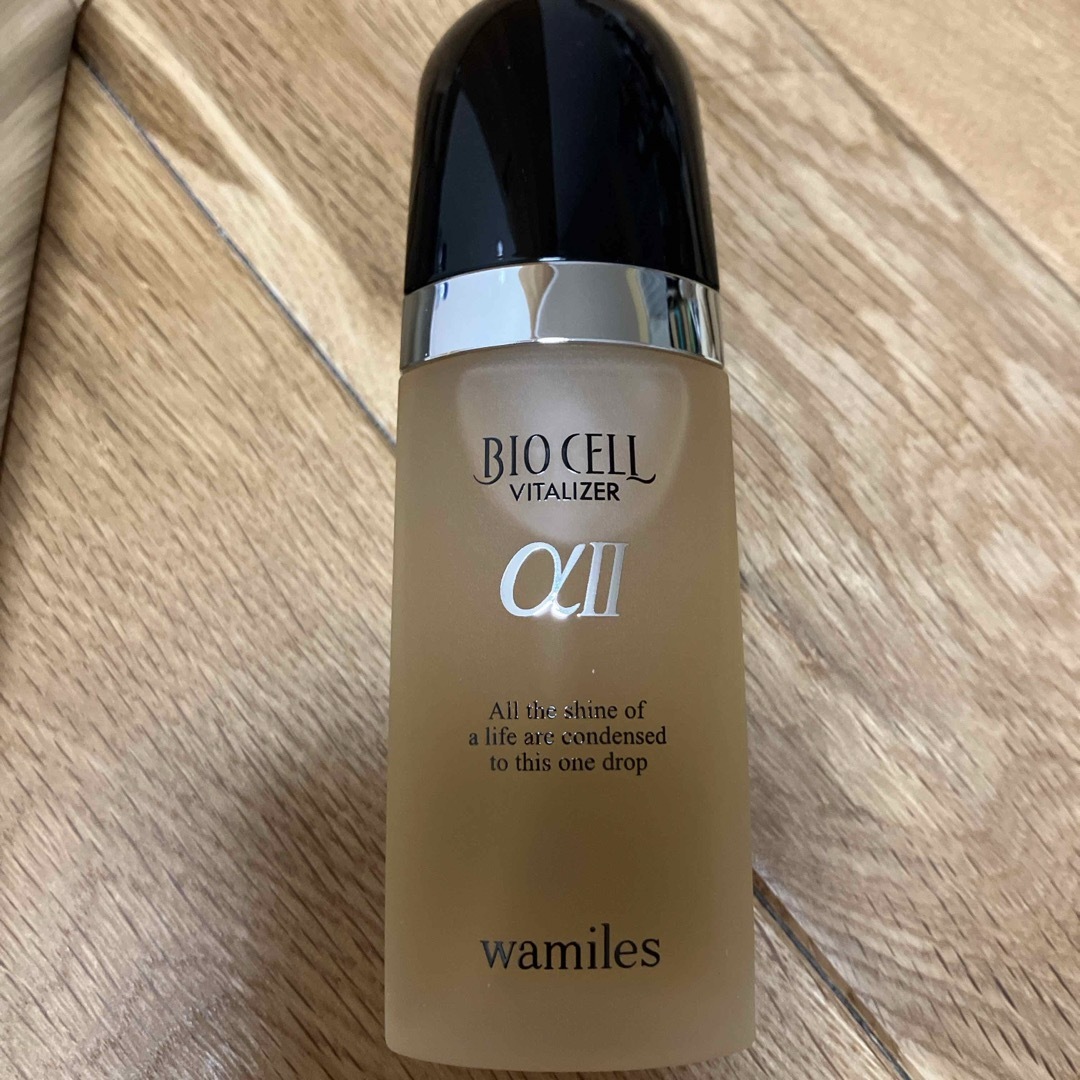 BIO CELL
VITALIZER
αII
All the shine of
a life are condensed
to this one drop
wamiles